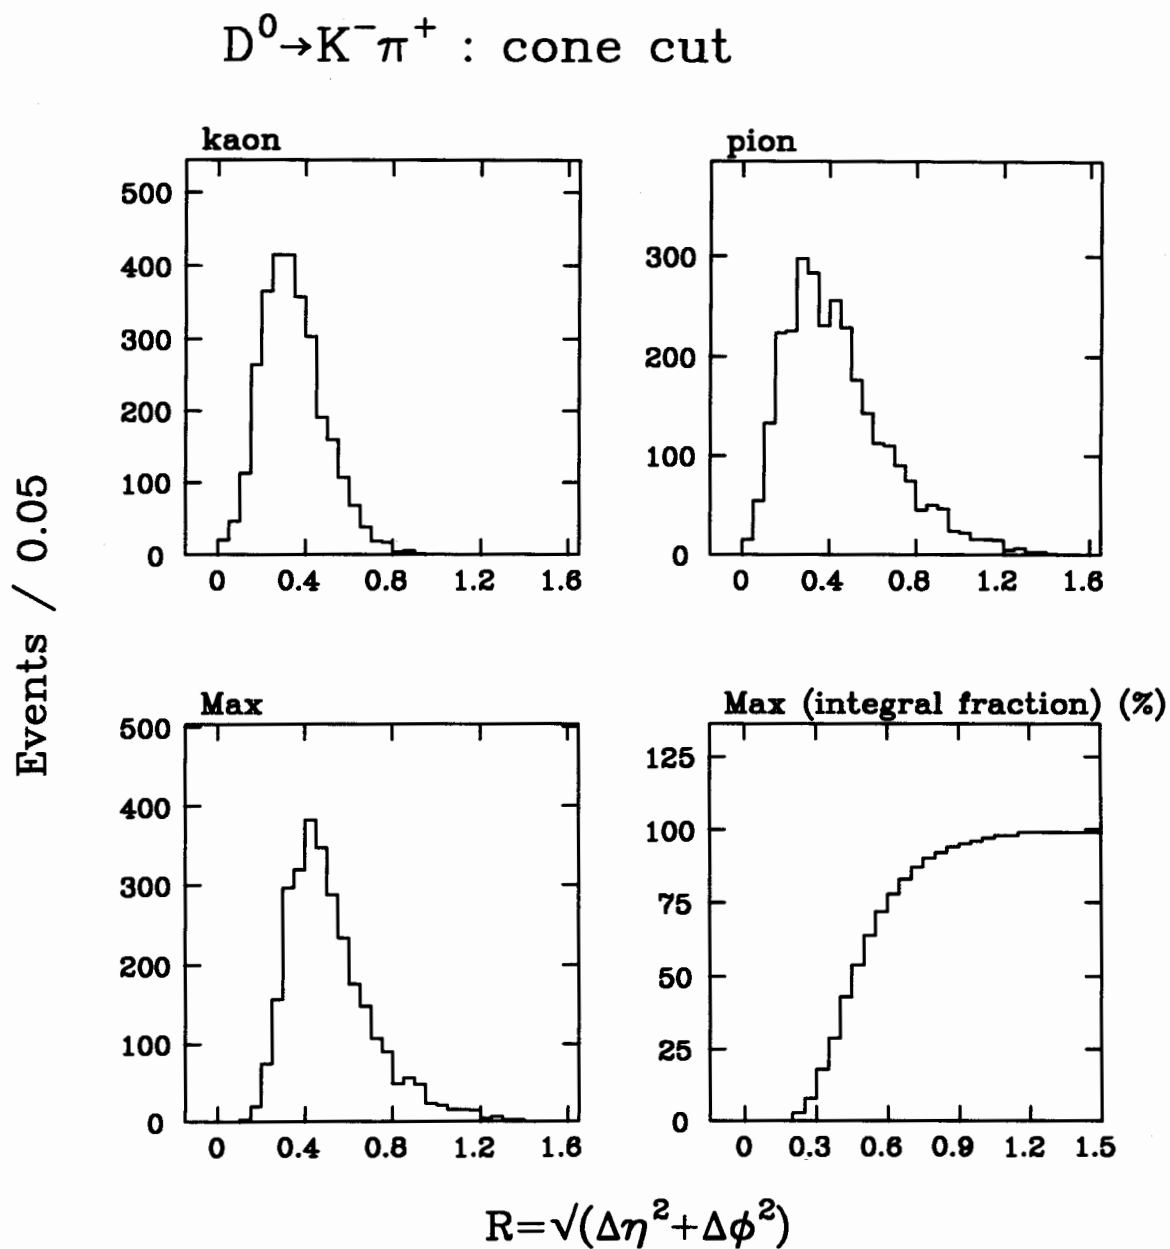 D⁰→K⁻π⁺ : cone cut
kaon
500
400
300
200
100
0
0 0.4 0.8 1.2 1.6
pion
300
200
100
0
0 0.4 0.8 1.2 1.6
Events / 0.05
Max
500
400
300
200
100
0
0 0.4 0.8 1.2 1.6
Max (integral fraction) (%)
125
100
75
50
25
0
0 0.3 0.6 0.9 1.2 1.5
R=√(Δη²+Δϕ²)